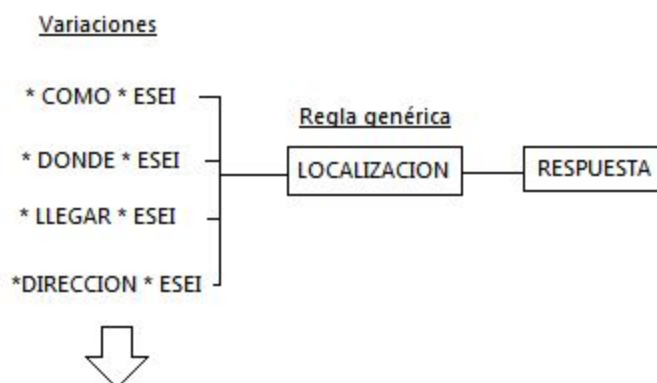 Variaciones
* COMO * ESEI
* DONDE * ESEI
* LLEGAR * ESEI
*DIRECCION * ESEI
Regla genérica
LOCALIZACION
RESPUESTA